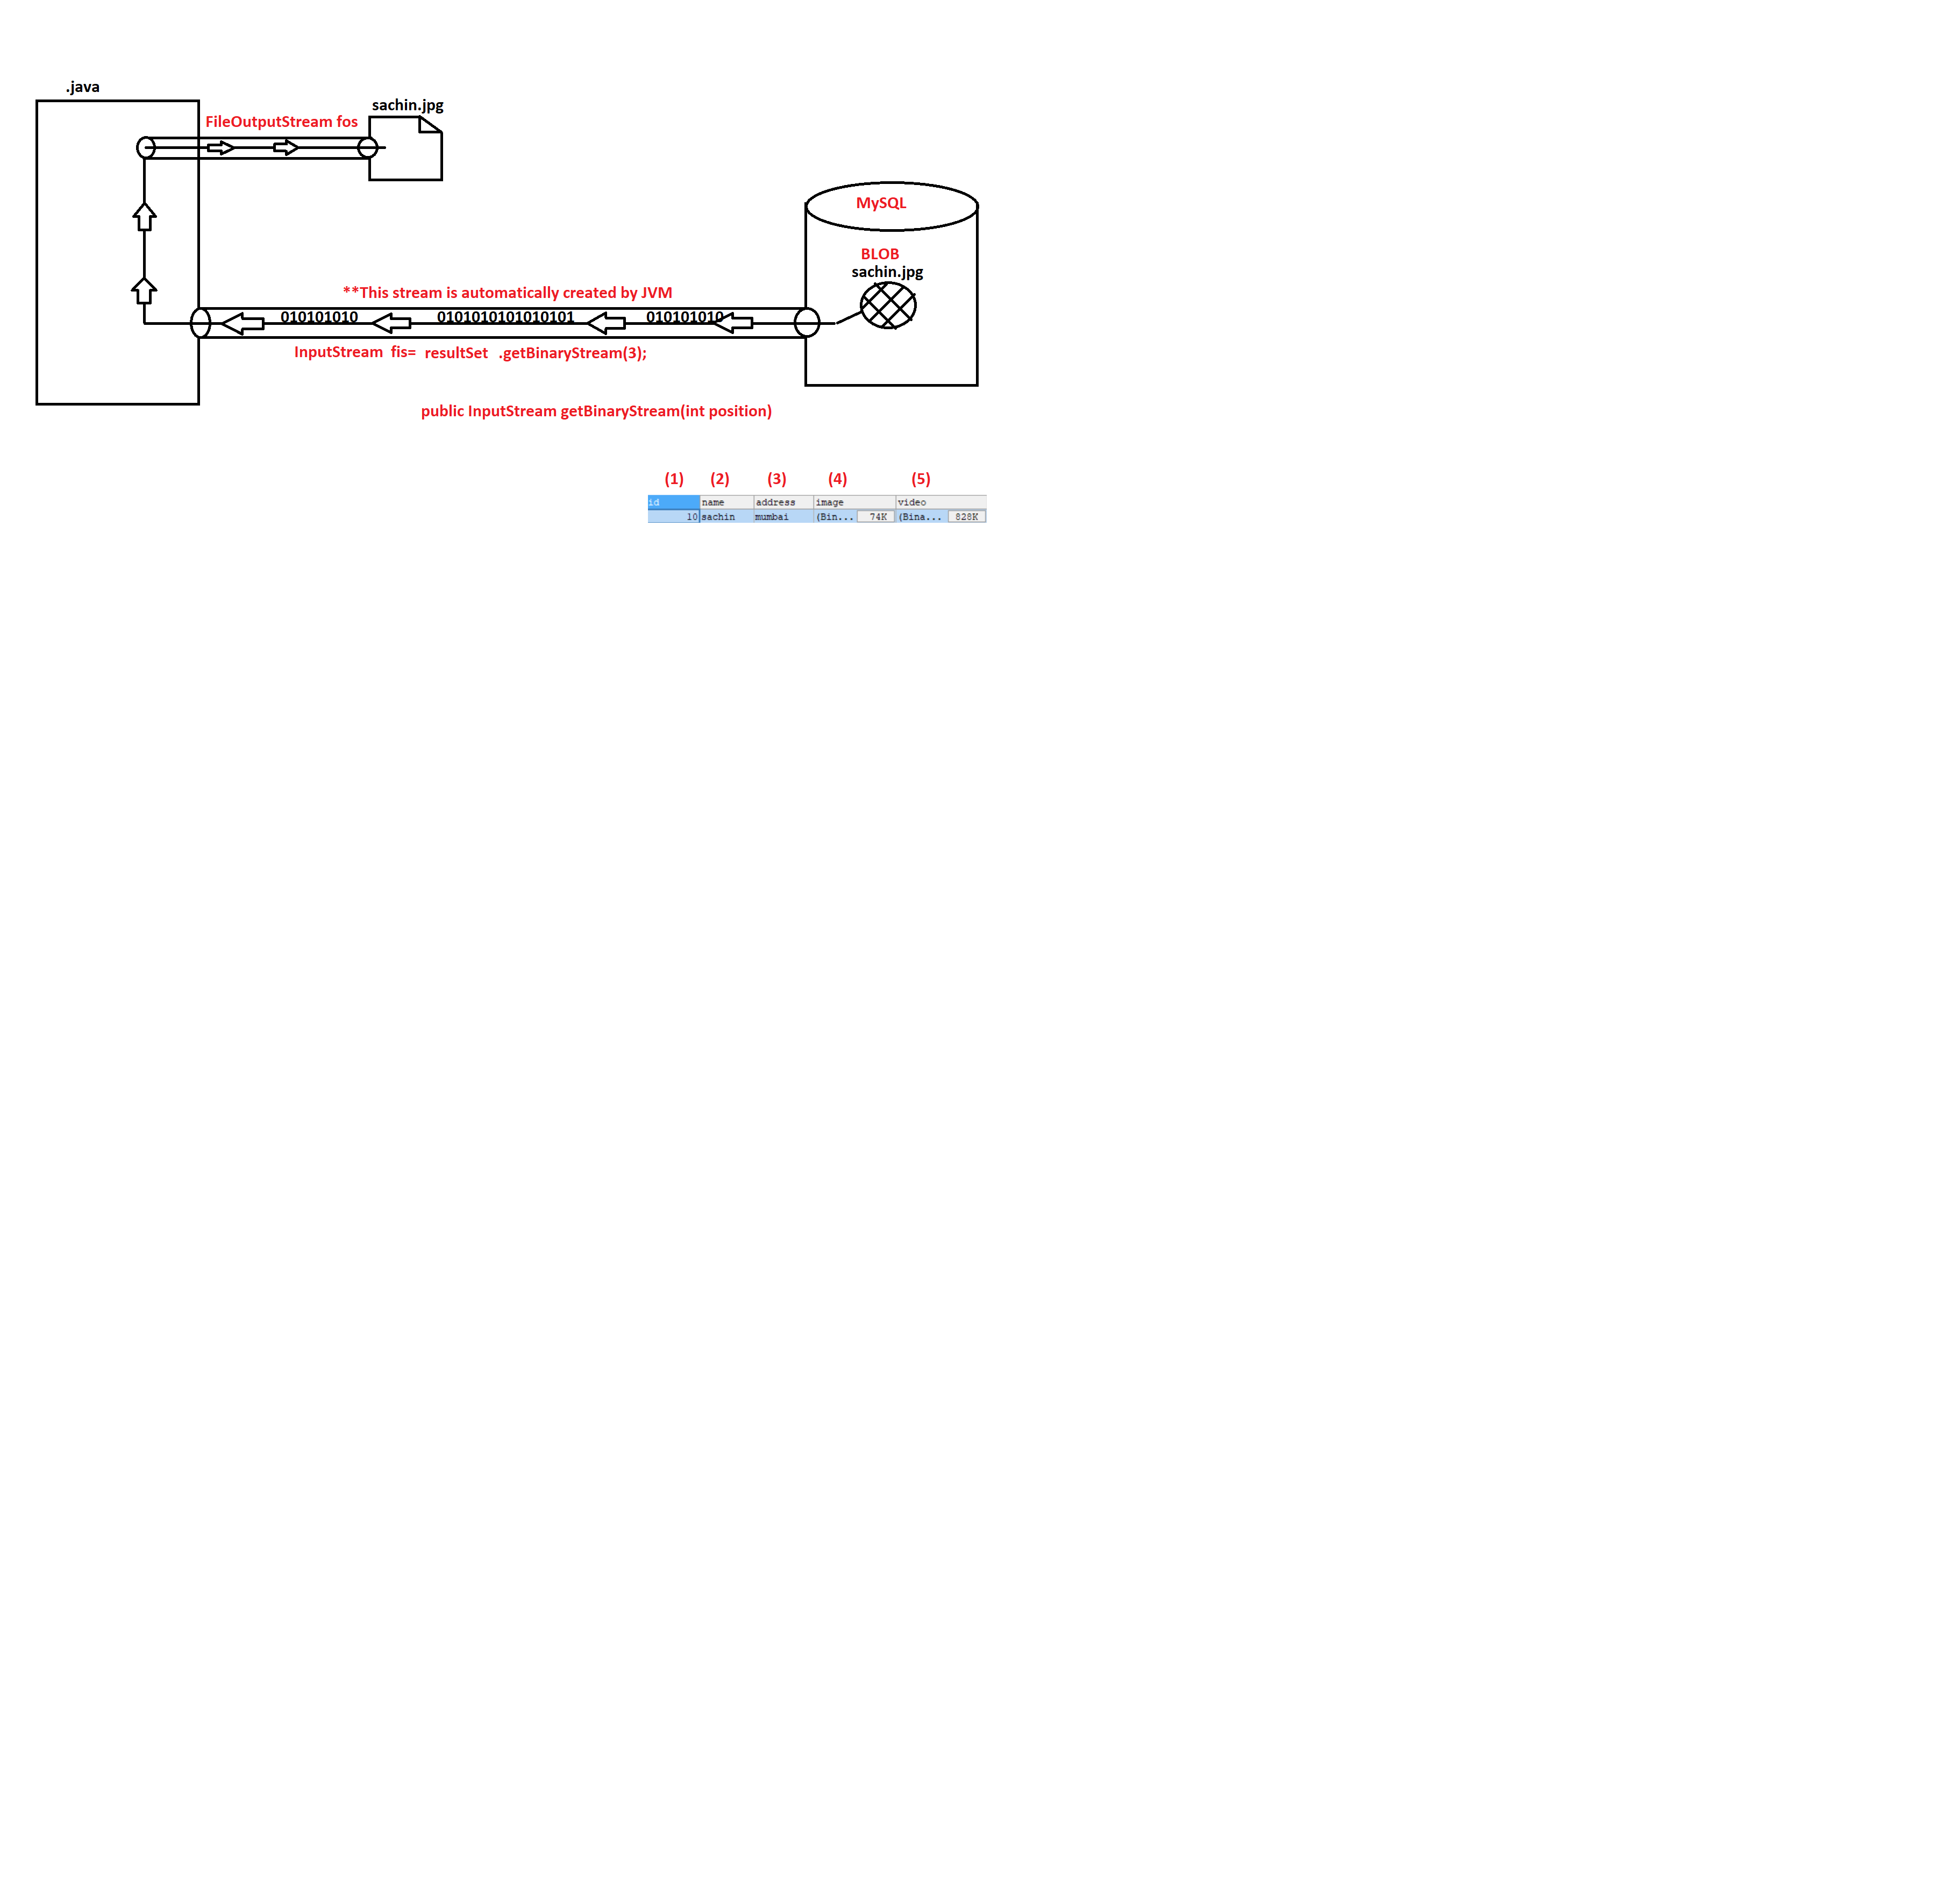 .java
sachin.jpg
FileOutputStream fos
MySQL
BLOB
sachin.jpg
**This stream is automatically created by JVM
010101010 0101010101010101 010101010
InputStream fis= resultSet .getBinaryStream(3);
public InputStream getBinaryStream(int position)
(1) (2) (3) (4) (5)
id name address image video
10 sachin mumbai (Bin... 74K (Bina... 828K